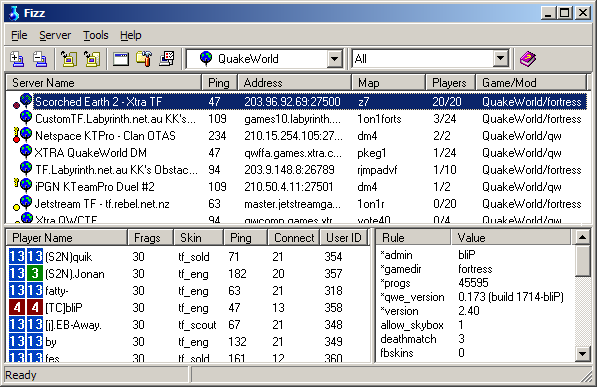 Fizz
File Server Tools Help
QuakeWorld All
Server Name Ping Address Map Players Game/Mod
Scorched Earth 2 - Xtra TF 47 203.96.92.69:27500 z7 20/20 QuakeWorld/fortress
CustomTF.Labyrinth.net.au KK's... 109 games10.labyrinth.... 1on1forts 3/24 QuakeWorld/fortress
Netspace KTPro - Clan OTAS 234 210.15.254.105:27... dm4 2/2 QuakeWorld/qw
XTRA QuakeWorld DM 47 qwffa.games.xtra.c... pkeg1 1/24 QuakeWorld/qw
TF.Labyrinth.net.au KK's Obstac... 94 203.9.148.8:26789 rjmpadvf 1/10 QuakeWorld/fortress
iPGN KTeamPro Duel #2 109 210.50.4.11:27501 dm4 0/2 QuakeWorld/qw
Jetstream TF - tf.rebel.net.nz 63 master.jetstreamga... 1on1r 0/20 QuakeWorld/fortress
Xtra QWCTF 94 qwcomp.games.xtr... vote40 0/4 QuakeWorld/qw
Player Name Frags Skin Ping Connect User ID
13 13 (S2N)quik 30 tf_sold 71 21 354
13 3 (S2N).Jonan 30 tf_eng 182 20 357
13 13 fatty- 30 tf_eng 63 21 318
4 4 [TC]bliP 30 tf_eng 47 13 358
13 13 [j].EB-Away. 30 tf_scout 67 21 348
13 13 by 30 tf_eng 132 21 349
13 13 fes 30 tf_sold 161 12 360
Rule Value
*admin bliP
*gamedir fortress
*progs 45595
*qwe_version 0.173 (build 1714-bliP)
*version 2.40
allow_skybox 1
deathmatch 3
fbskins 0
Ready